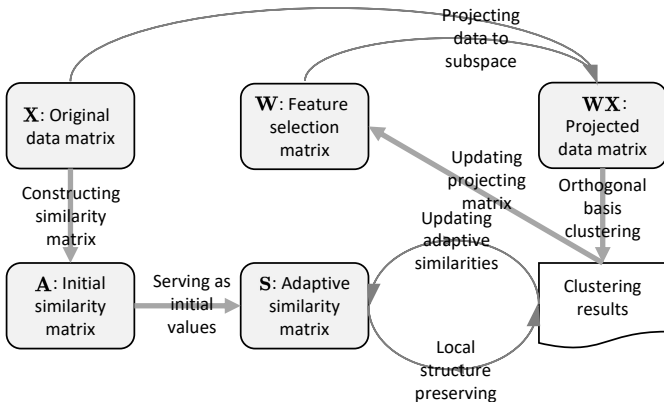 Projecting
data to
subspace
X: Original
data matrix
W: Feature
selection
matrix
WX:
Projected
data matrix
Constructing
similarity
matrix
Updating
projecting
matrix
Orthogonal
basis
clustering
Updating
adaptive
similarities
A: Initial
similarity
matrix
Serving as
initial
values
S: Adaptive
similarity
matrix
Clustering
results
Local
structure
preserving